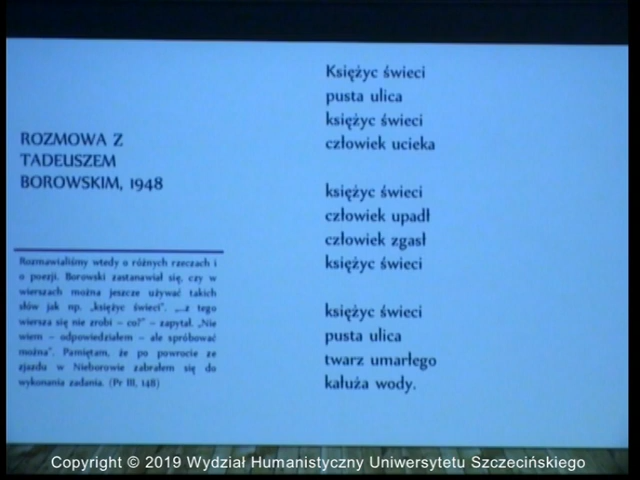 ROZMOWA Z
TADEUSZEM
BOROWSKIM, 1948
Rozmawialiśmy wtedy o różnych rzeczach i
o poezji. Borowski zastanawiał się, czy w
wierszach można jeszcze używać takich
słów jak np. „księżyc świeci”. „...z tego
wiersza się nie zrobi – co?” – zapytał. „Nie
wiem – odpowiedziałem – ale spróbować
można”. Pamiętam, że po powrocie ze
zjazdu w Nieborowie zabrałem się do
wykonania zadania. (Pr III, 148)
Księżyc świeci
pusta ulica
księżyc świeci
człowiek ucieka
księżyc świeci
człowiek upadł
człowiek zgasł
księżyc świeci
księżyc świeci
pusta ulica
twarz umarłego
kałuża wody.
Copyright © 2019 Wydział Humanistyczny Uniwersytetu Szczecińskiego